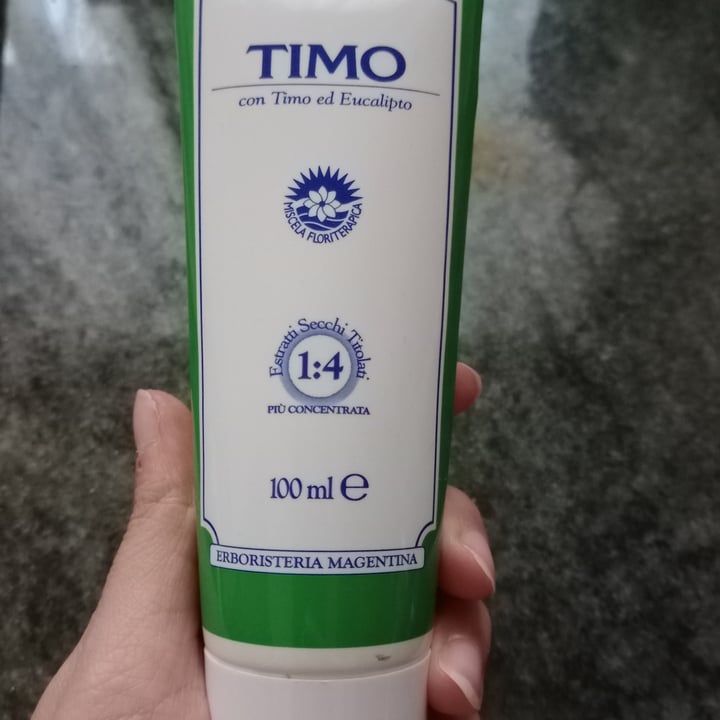 TIMO
con Timo ed Eucalipto
MISCELA FLORITERAPICA
Estratti Secchi Titolati
1:4
PIÙ CONCENTRATA
100 ml ℮
ERBORISTERIA MAGENTINA